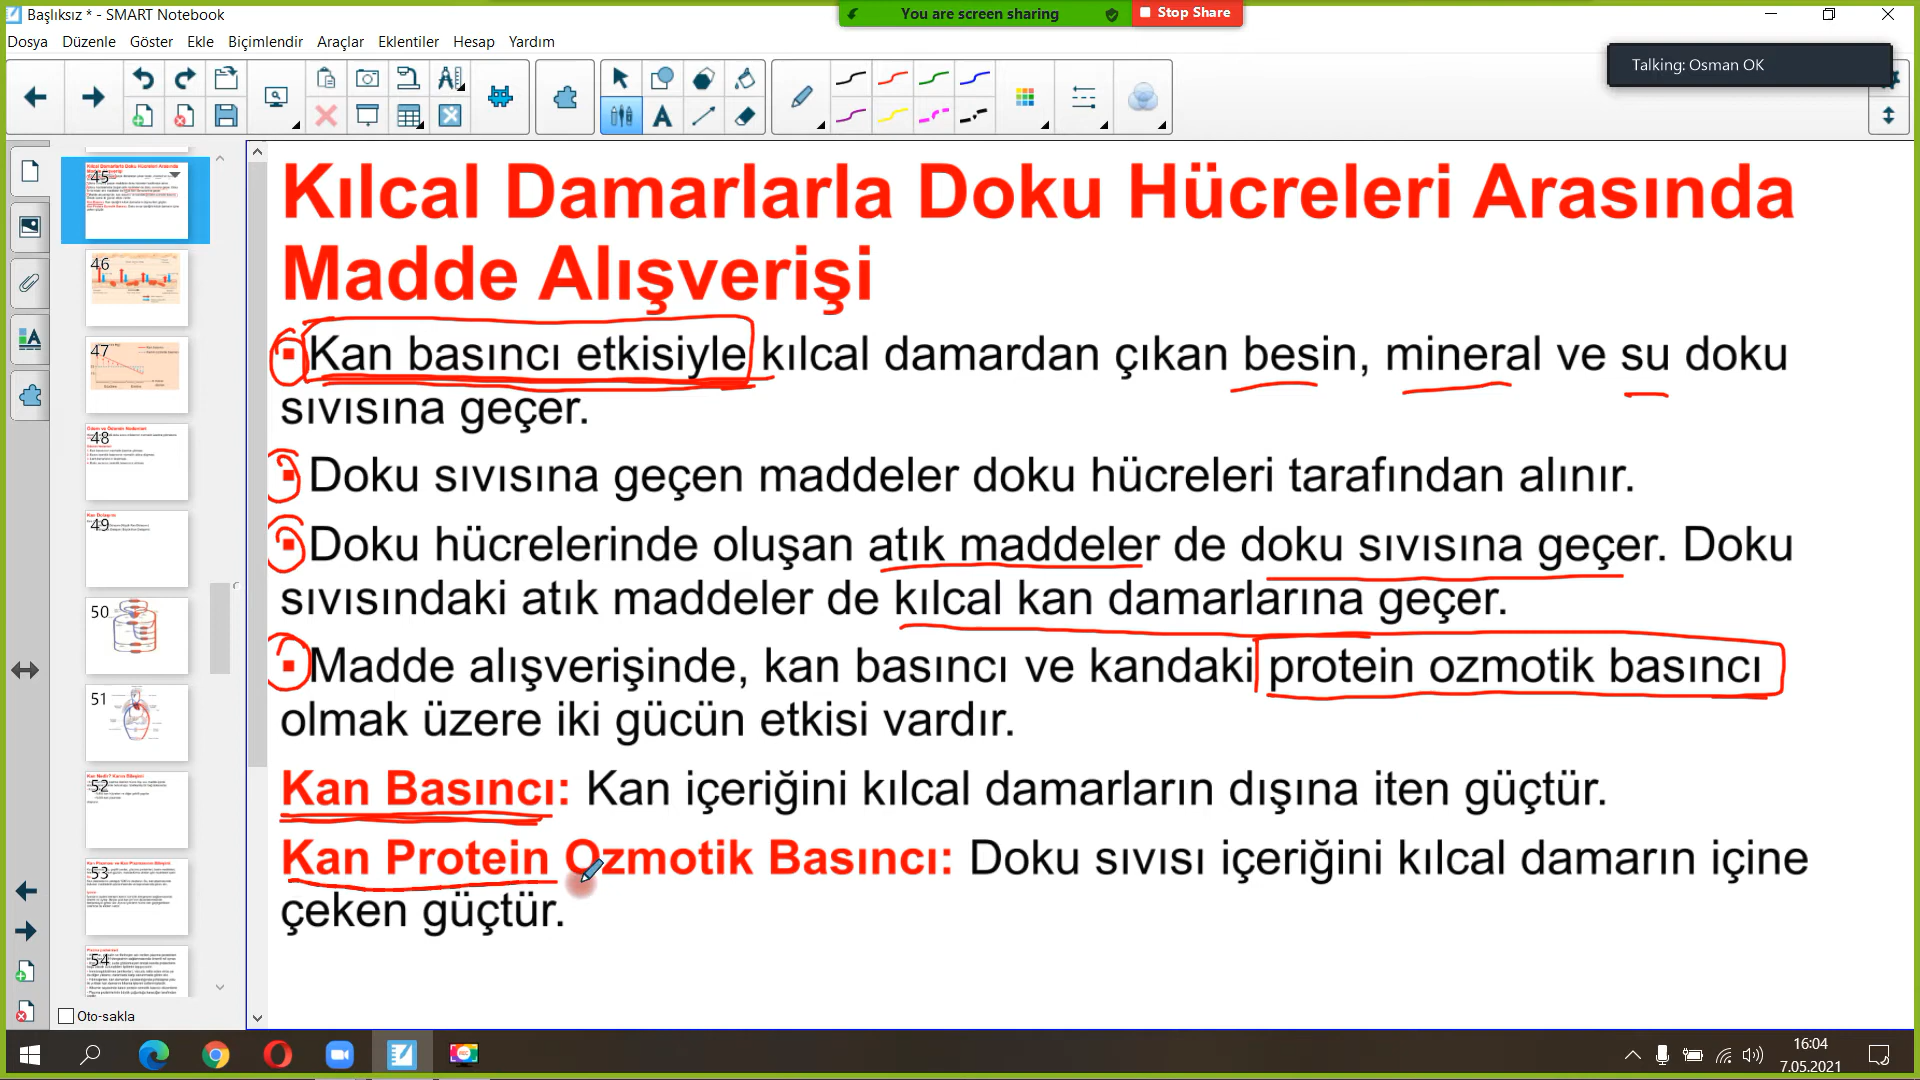 Başlıksız * - SMART Notebook
You are screen sharing
Stop Share
Dosya Düzenle Göster Ekle Biçimlendir Araçlar Eklentiler Hesap Yardım
Talking: Osman OK
45
46
47
48
49
50
51
52
53
54
Oto-sakla
Kılcal Damarlarla Doku Hücreleri Arasında
Madde Alışverişi
▪Kan basıncı etkisiyle kılcal damardan çıkan besin, mineral ve su doku
sıvısına geçer.
▪Doku sıvısına geçen maddeler doku hücreleri tarafından alınır.
▪Doku hücrelerinde oluşan atık maddeler de doku sıvısına geçer. Doku
sıvısındaki atık maddeler de kılcal kan damarlarına geçer.
▪Madde alışverişinde, kan basıncı ve kandaki protein ozmotik basıncı
olmak üzere iki gücün etkisi vardır.
Kan Basıncı: Kan içeriğini kılcal damarların dışına iten güçtür.
Kan Protein Ozmotik Basıncı: Doku sıvısı içeriğini kılcal damarın içine
çeken güçtür.
16:04
7.05.2021